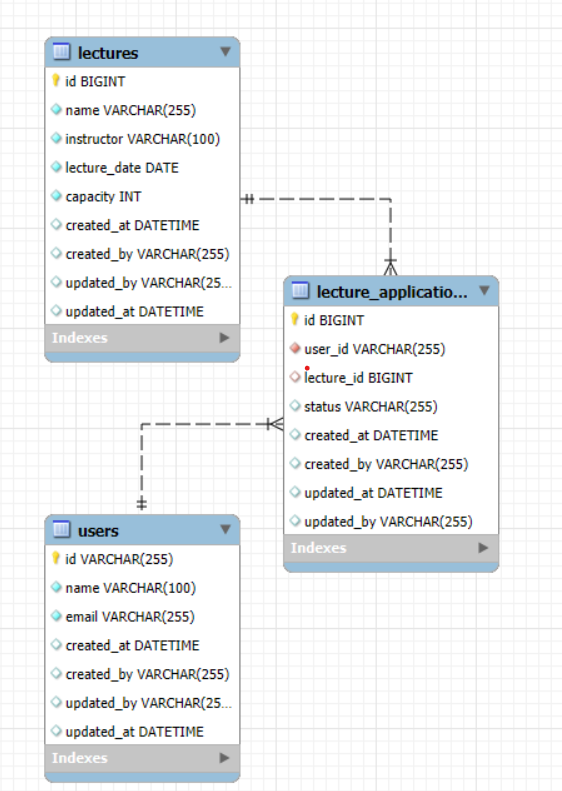 lectures
id BIGINT
name VARCHAR(255)
instructor VARCHAR(100)
lecture_date DATE
capacity INT
created_at DATETIME
created_by VARCHAR(255)
updated_by VARCHAR(25...
updated_at DATETIME
Indexes
lecture_applicatio...
id BIGINT
user_id VARCHAR(255)
lecture_id BIGINT
status VARCHAR(255)
created_at DATETIME
created_by VARCHAR(255)
updated_at DATETIME
updated_by VARCHAR(255)
Indexes
users
id VARCHAR(255)
name VARCHAR(100)
email VARCHAR(255)
created_at DATETIME
created_by VARCHAR(255)
updated_by VARCHAR(25...
updated_at DATETIME
Indexes